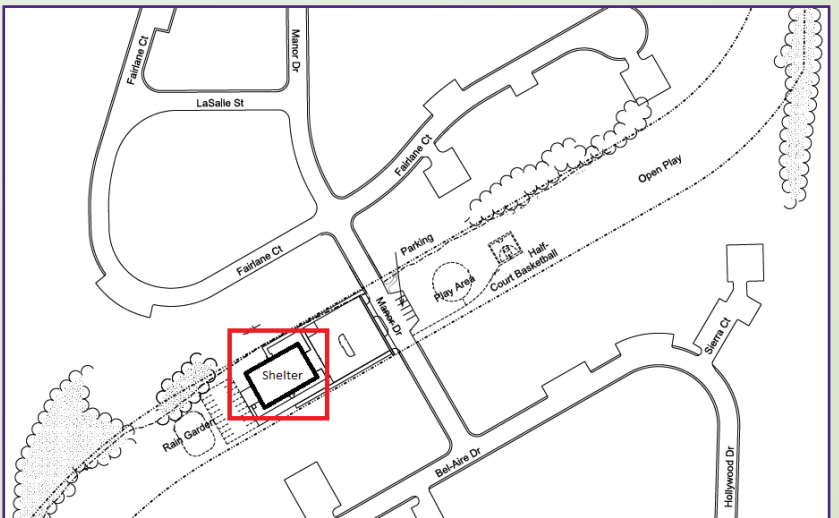 Fairlane Ct
Manor Dr
LaSalle St
Fairlane Ct
Open Play
Parking
Fairlane Ct
Half-
Court Basketball
Play Area
Manor Dr
Sierra Ct
Shelter
Rain Garden
Bel-Aire Dr
Hollywood Dr